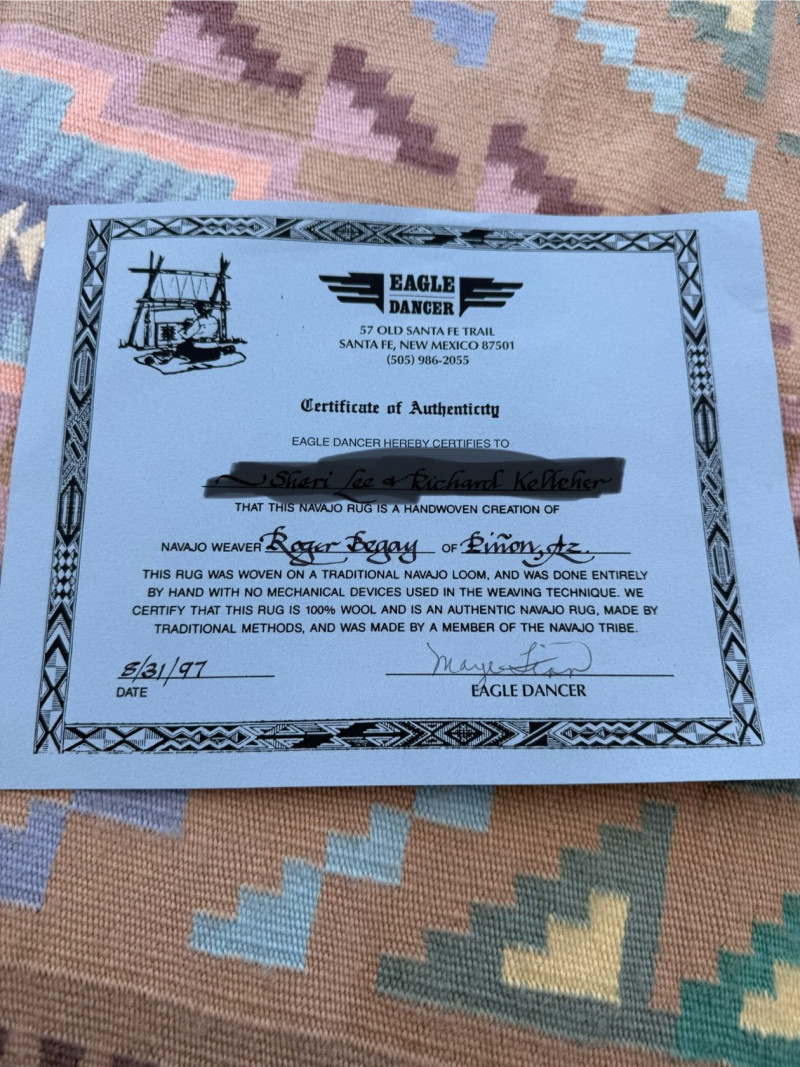 EAGLE
DANCER
57 OLD SANTA FE TRAIL
SANTA FE, NEW MEXICO 87501
(505) 986-2055
Certificate of Authenticity
EAGLE DANCER HEREBY CERTIFIES TO
THAT THIS NAVAJO RUG IS A HANDWOVEN CREATION OF
NAVAJO WEAVER Roger Begay OF Piñon, Az.
THIS RUG WAS WOVEN ON A TRADITIONAL NAVAJO LOOM, AND WAS DONE ENTIRELY
BY HAND WITH NO MECHANICAL DEVICES USED IN THE WEAVING TECHNIQUE. WE
CERTIFY THAT THIS RUG IS 100% WOOL AND IS AN AUTHENTIC NAVAJO RUG, MADE BY
TRADITIONAL METHODS, AND WAS MADE BY A MEMBER OF THE NAVAJO TRIBE.
8/31/97
DATE
EAGLE DANCER